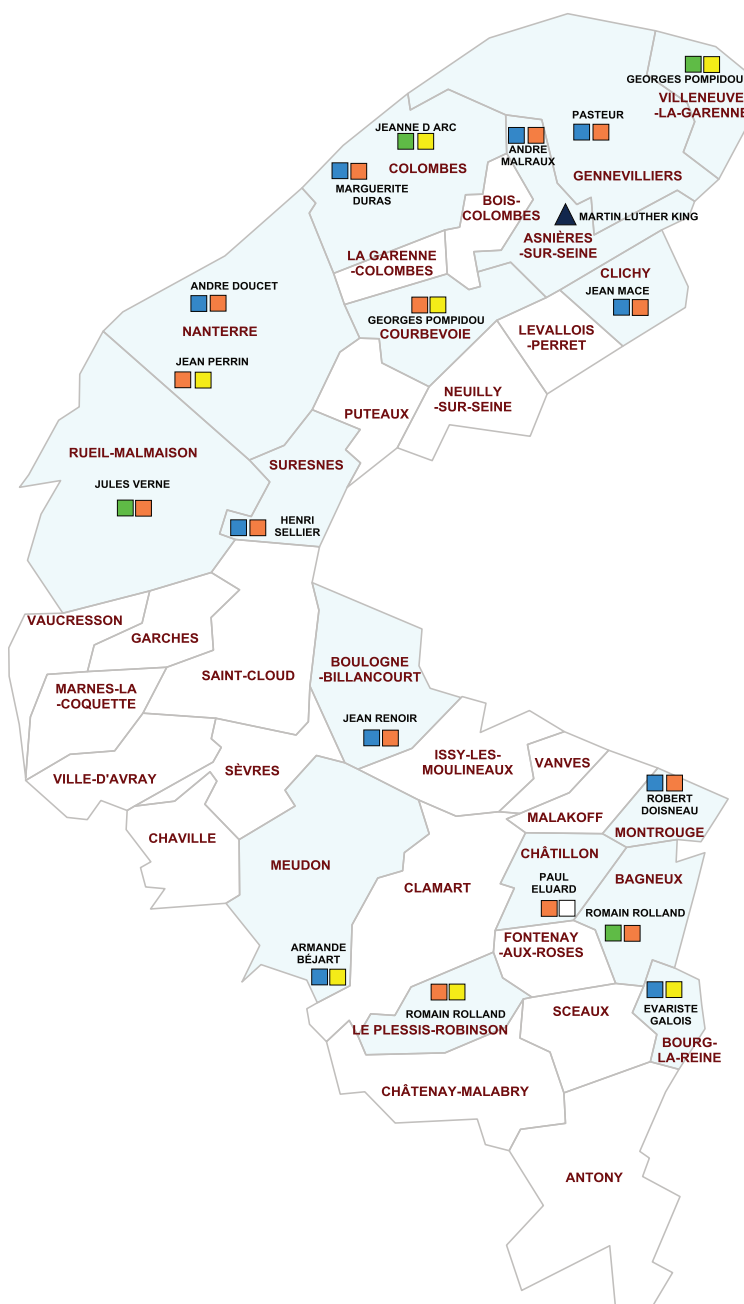 GEORGES POMPIDOU
VILLENEUVE
-LA-GARENNE
PASTEUR
GENNEVILLIERS
JEANNE D ARC
COLOMBES
ANDRE
MALRAUX
MARGUERITE
DURAS
BOIS-
COLOMBES
MARTIN LUTHER KING
ASNIÈRES
-SUR-SEINE
LA GARENNE
-COLOMBES
CLICHY
JEAN MACE
ANDRE DOUCET
NANTERRE
GEORGES POMPIDOU
COURBEVOIE
LEVALLOIS
-PERRET
JEAN PERRIN
NEUILLY
-SUR-SEINE
PUTEAUX
RUEIL-MALMAISON
SURESNES
JULES VERNE
HENRI
SELLIER
VAUCRESSON
GARCHES
SAINT-CLOUD
BOULOGNE
-BILLANCOURT
MARNES-LA
-COQUETTE
JEAN RENOIR
ISSY-LES-
MOULINEAUX
VANVES
SÈVRES
VILLE-D'AVRAY
ROBERT
DOISNEAU
MALAKOFF
MONTROUGE
CHAVILLE
CHÂTILLON
MEUDON
CLAMART
PAUL
ELUARD
BAGNEUX
ROMAIN ROLLAND
FONTENAY
-AUX-ROSES
ARMANDE
BÉJART
ROMAIN ROLLAND
LE PLESSIS-ROBINSON
SCEAUX
EVARISTE
GALOIS
BOURG-
LA-REINE
CHÂTENAY-MALABRY
ANTONY